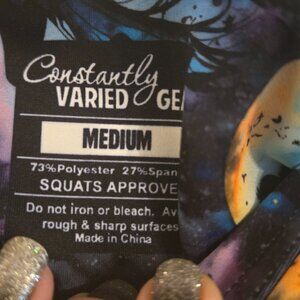 Constantly
VARIED GE
MEDIUM
73%Polyester 27%Span
SQUATS APPROVE
Do not iron or bleach. Av
rough & sharp surfaces
Made in China